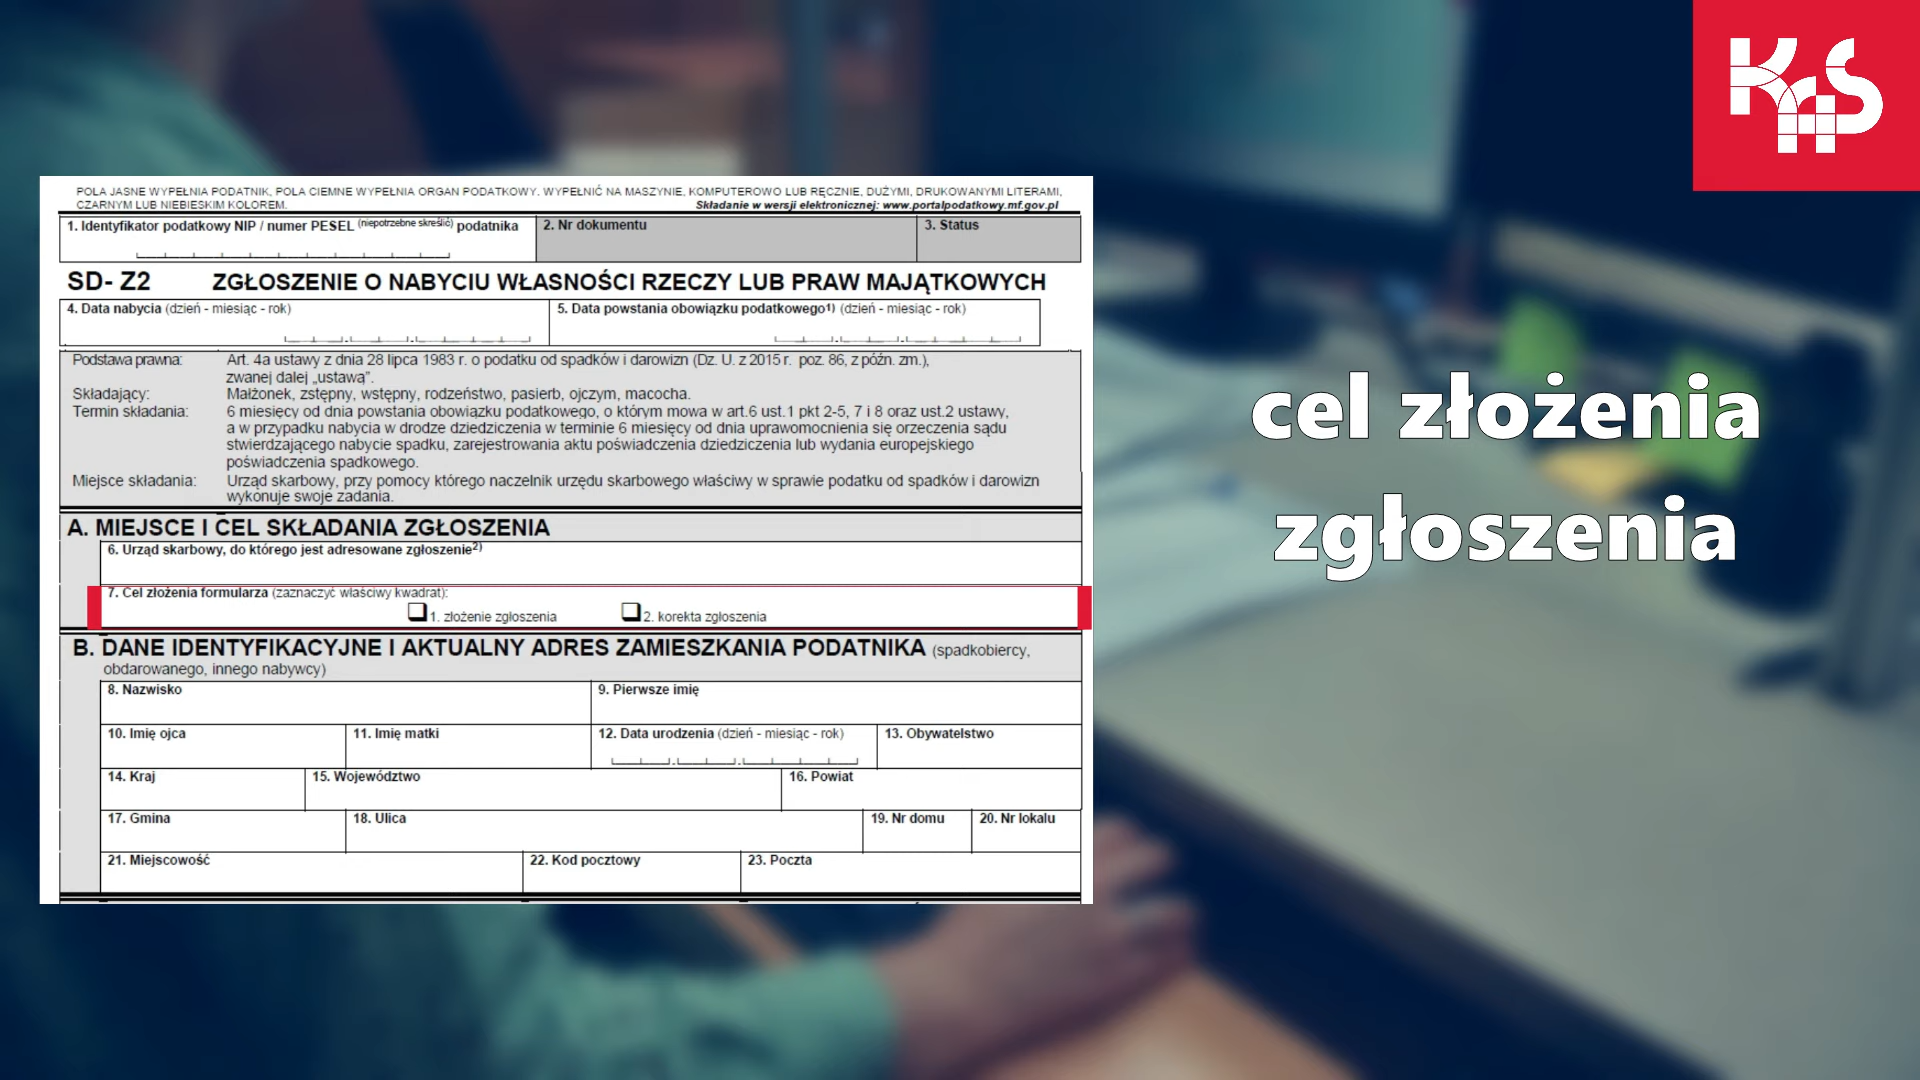 POLA JASNE WYPEŁNIA PODATNIK, POLA CIEMNE WYPEŁNIA ORGAN PODATKOWY. WYPEŁNIĆ NA MASZYNIE, KOMPUTEROWO LUB RĘCZNIE, DUŻYMI, DRUKOWANYMI LITERAMI,
CZARNYM LUB NIEBIESKIM KOLOREM.
Składanie w wersji elektronicznej: www.portalpodatkowy.mf.gov.pl
1. Identyfikator podatkowy NIP / numer PESEL (niepotrzebne skreślić) podatnika
2. Nr dokumentu
3. Status
SD- Z2 ZGŁOSZENIE O NABYCIU WŁASNOŚCI RZECZY LUB PRAW MAJĄTKOWYCH
4. Data nabycia (dzień - miesiąc - rok)
5. Data powstania obowiązku podatkowego1) (dzień - miesiąc - rok)
Podstawa prawna: Art. 4a ustawy z dnia 28 lipca 1983 r. o podatku od spadków i darowizn (Dz. U. z 2015 r. poz. 86, z późn. zm.),
zwanej dalej „ustawą”.
Składający: Małżonek, zstępny, wstępny, rodzeństwo, pasierb, ojczym, macocha.
Termin składania: 6 miesięcy od dnia powstania obowiązku podatkowego, o którym mowa w art.6 ust.1 pkt 2-5, 7 i 8 oraz ust.2 ustawy,
a w przypadku nabycia w drodze dziedziczenia w terminie 6 miesięcy od dnia uprawomocnienia się orzeczenia sądu
stwierdzającego nabycie spadku, zarejestrowania aktu poświadczenia dziedziczenia lub wydania europejskiego
poświadczenia spadkowego.
Miejsce składania: Urząd skarbowy, przy pomocy którego naczelnik urzędu skarbowego właściwy w sprawie podatku od spadków i darowizn
wykonuje swoje zadania.
A. MIEJSCE I CEL SKŁADANIA ZGŁOSZENIA
6. Urząd skarbowy, do którego jest adresowane zgłoszenie2)
7. Cel złożenia formularza (zaznaczyć właściwy kwadrat):
1. złożenie zgłoszenia 2. korekta zgłoszenia
B. DANE IDENTYFIKACYJNE I AKTUALNY ADRES ZAMIESZKANIA PODATNIKA (spadkobiercy,
obdarowanego, innego nabywcy)
8. Nazwisko
9. Pierwsze imię
10. Imię ojca
11. Imię matki
12. Data urodzenia (dzień - miesiąc - rok)
13. Obywatelstwo
14. Kraj
15. Województwo
16. Powiat
17. Gmina
18. Ulica
19. Nr domu
20. Nr lokalu
21. Miejscowość
22. Kod pocztowy
23. Poczta
cel złożenia
zgłoszenia
KAS